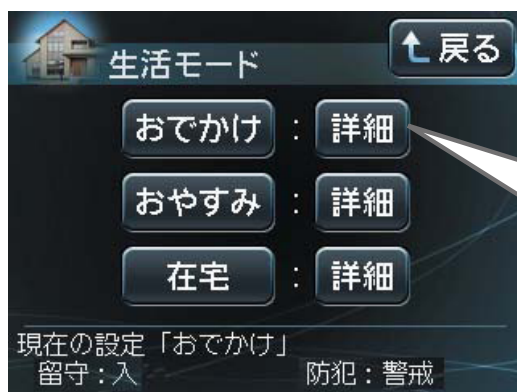 生活モード
戻る
おでかけ : 詳細
おやすみ : 詳細
在宅 : 詳細
現在の設定「おでかけ」
留守:入 防犯:警戒